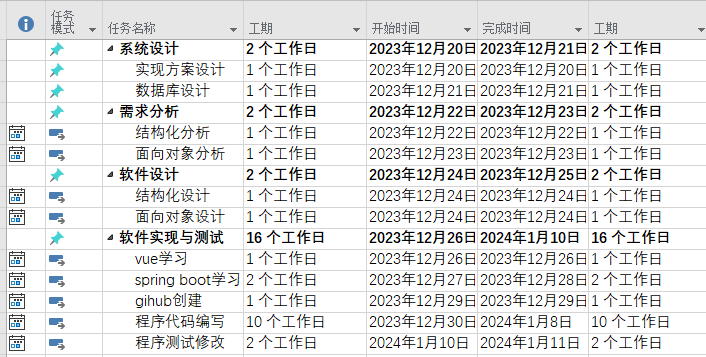 任务模式 任务名称 工期 开始时间 完成时间 工期
系统设计 2 个工作日 2023年12月20日 2023年12月21日 2 个工作日
实现方案设计 1 个工作日 2023年12月20日 2023年12月20日 1 个工作日
数据库设计 1 个工作日 2023年12月21日 2023年12月21日 1 个工作日
需求分析 2 个工作日 2023年12月22日 2023年12月23日 2 个工作日
结构化分析 1 个工作日 2023年12月22日 2023年12月22日 1 个工作日
面向对象分析 1 个工作日 2023年12月23日 2023年12月23日 1 个工作日
软件设计 2 个工作日 2023年12月24日 2023年12月25日 2 个工作日
结构化设计 1 个工作日 2023年12月24日 2023年12月24日 1 个工作日
面向对象设计 1 个工作日 2023年12月24日 2023年12月24日 1 个工作日
软件实现与测试 16 个工作日 2023年12月26日 2024年1月10日 16 个工作日
vue学习 1 个工作日 2023年12月26日 2023年12月26日 1 个工作日
spring boot学习 2 个工作日 2023年12月27日 2023年12月28日 2 个工作日
gihub创建 1 个工作日 2023年12月29日 2023年12月29日 1 个工作日
程序代码编写 10 个工作日 2023年12月30日 2024年1月8日 10 个工作日
程序测试修改 2 个工作日 2024年1月10日 2024年1月11日 2 个工作日